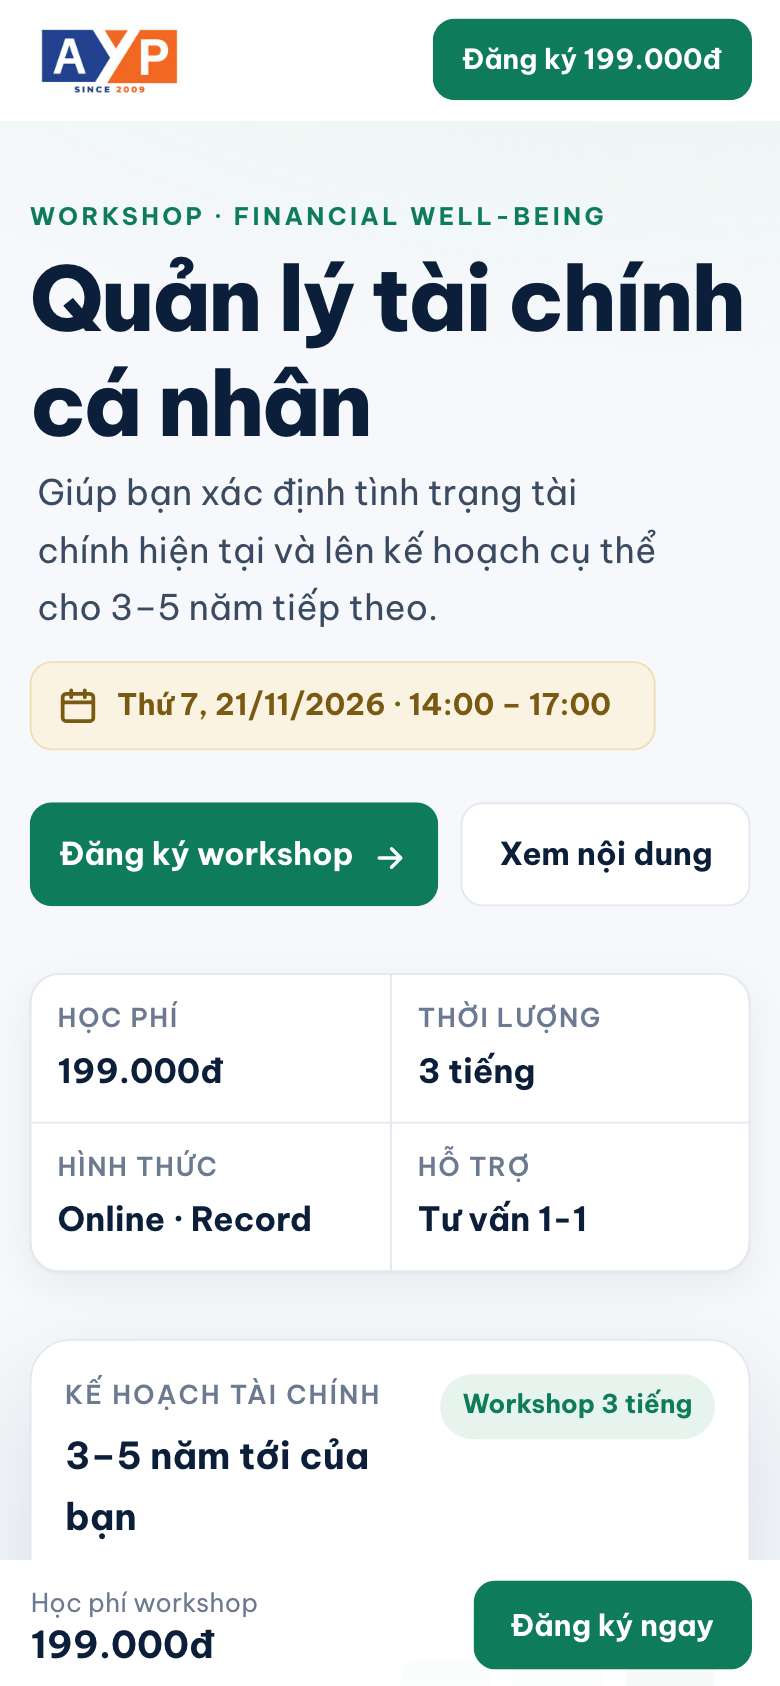 AYP
SINCE 2009
Đăng ký 199.000đ
WORKSHOP · FINANCIAL WELL-BEING
Quản lý tài chính
cá nhân
Giúp bạn xác định tình trạng tài
chính hiện tại và lên kế hoạch cụ thể
cho 3–5 năm tiếp theo.
Thứ 7, 21/11/2026 · 14:00 – 17:00
Đăng ký workshop →
Xem nội dung
HỌC PHÍ
199.000đ
THỜI LƯỢNG
3 tiếng
HÌNH THỨC
Online · Record
HỖ TRỢ
Tư vấn 1-1
KẾ HOẠCH TÀI CHÍNH
3–5 năm tới của
bạn
Workshop 3 tiếng
Học phí workshop
199.000đ
Đăng ký ngay